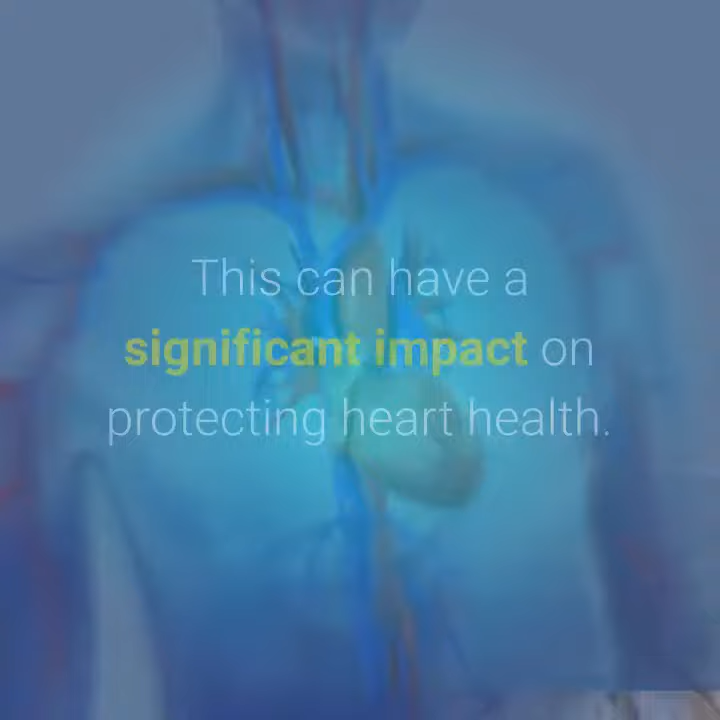 This can have a
significant impact on
protecting heart health.